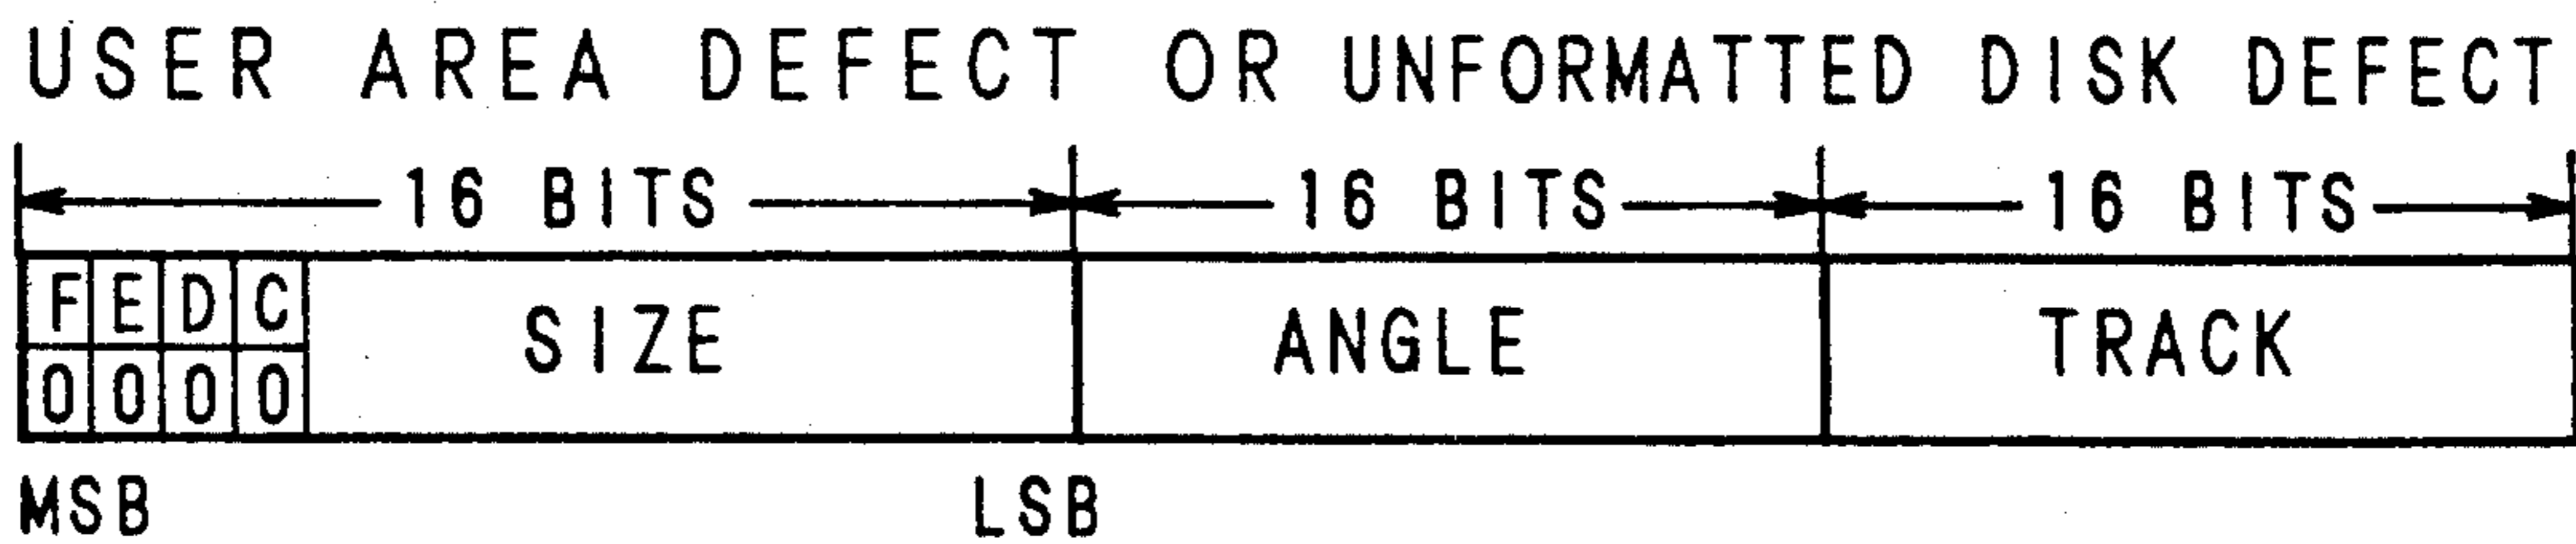 USER AREA DEFECT OR UNFORMATTED DISK DEFECT
16 BITS 16 BITS 16 BITS
F E D C
SIZE ANGLE TRACK
0 0 0 0
MSB LSB